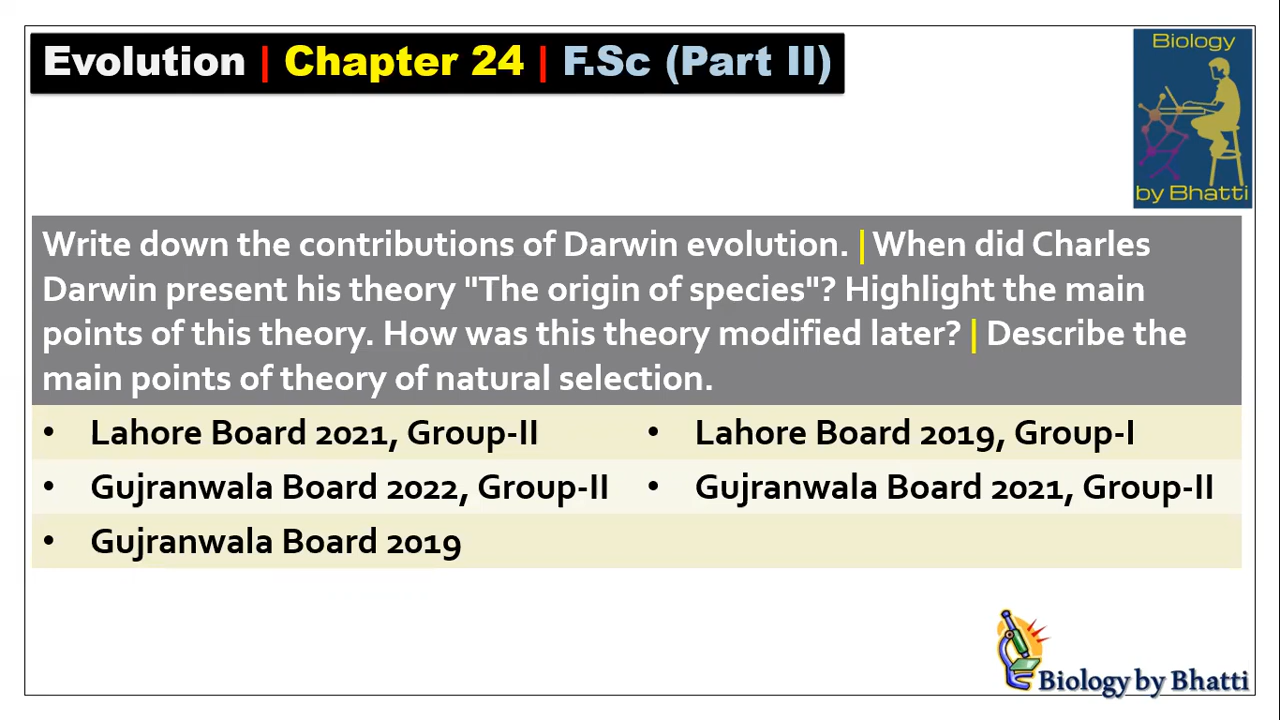 Evolution | Chapter 24 | F.Sc (Part II)
Biology
by Bhatti
Write down the contributions of Darwin evolution. | When did Charles
Darwin present his theory "The origin of species"? Highlight the main
points of this theory. How was this theory modified later? | Describe the
main points of theory of natural selection.
• Lahore Board 2021, Group-II
• Lahore Board 2019, Group-I
• Gujranwala Board 2022, Group-II
• Gujranwala Board 2021, Group-II
• Gujranwala Board 2019
Biology by Bhatti